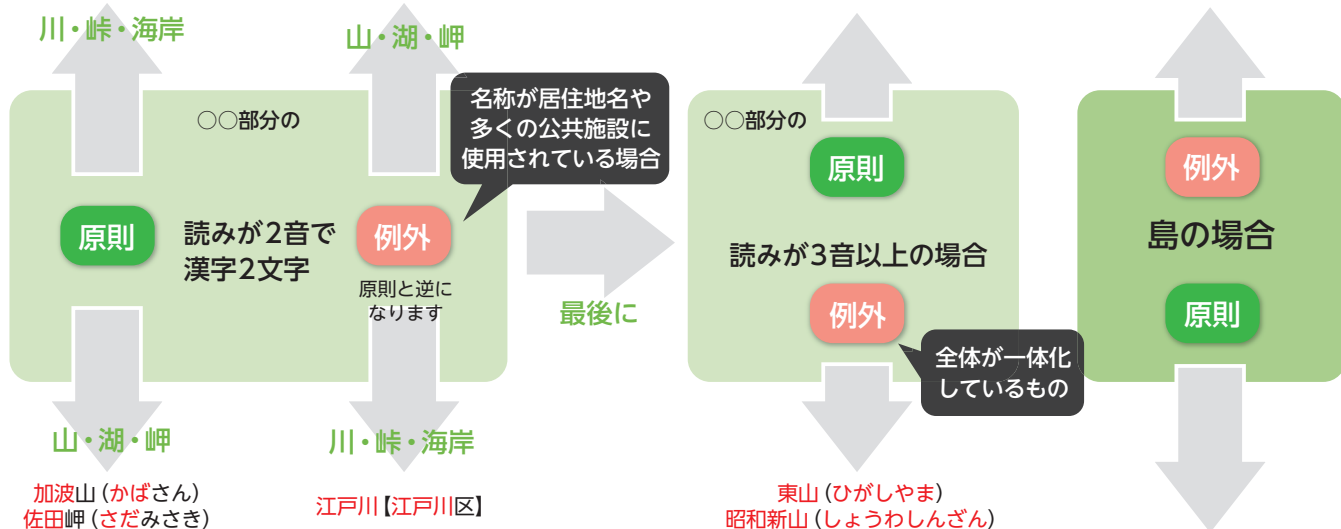 川・峠・海岸
山・湖・岬
名称が居住地名や
多くの公共施設に
使用されている場合
○○部分の
原則
読みが2音で
漢字2文字
例外
原則と逆に
なります
最後に
○○部分の
原則
読みが3音以上の場合
例外
全体が一体化
しているもの
例外
島の場合
原則
山・湖・岬
川・峠・海岸
加波山(かばさん)
佐田岬(さだみさき)
江戸川【江戸川区】
東山(ひがしやま)
昭和新山(しょうわしんざん)